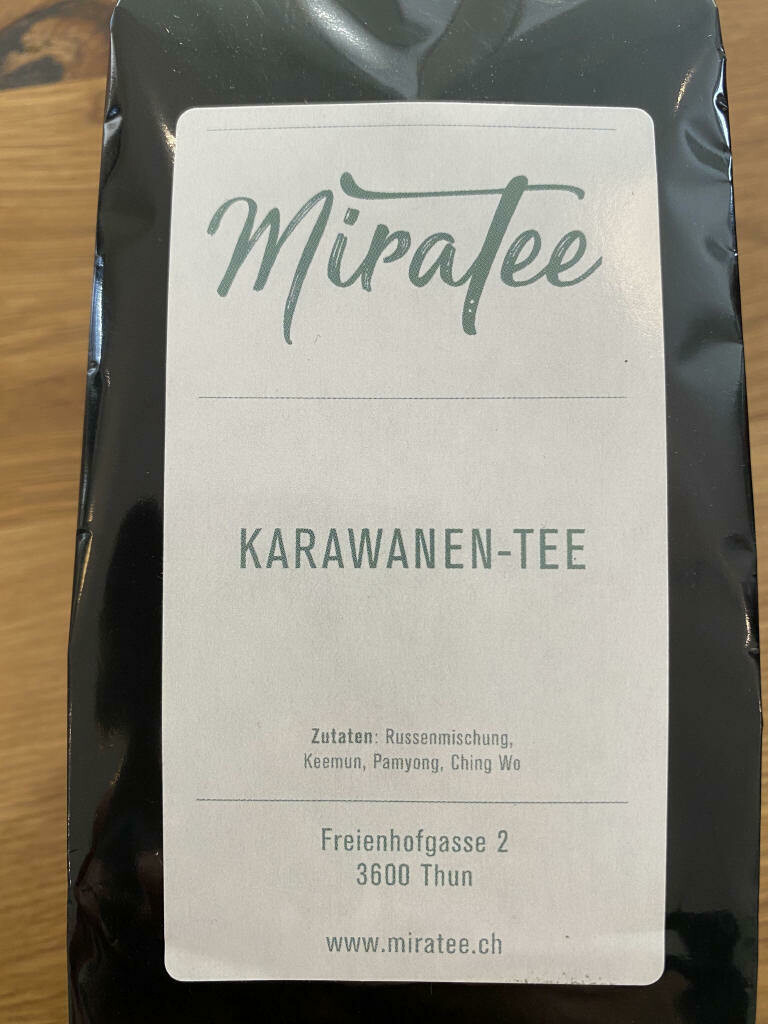 MiraTee
KARAWANEN-TEE
Zutaten: Russenmischung,
Keemun, Pamyong, Ching Wo
Freienhofgasse 2
3600 Thun
www.miratee.ch